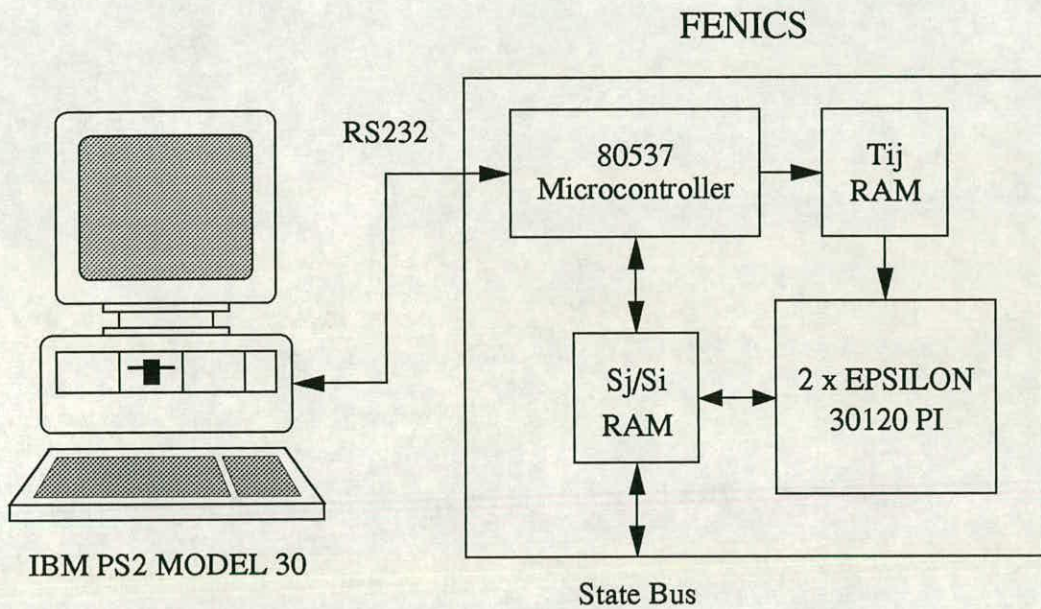 FENICS
RS232
80537
Microcontroller
Tij
RAM
Sj/Si
RAM
2 x EPSILON
30120 PI
IBM PS2 MODEL 30
State Bus